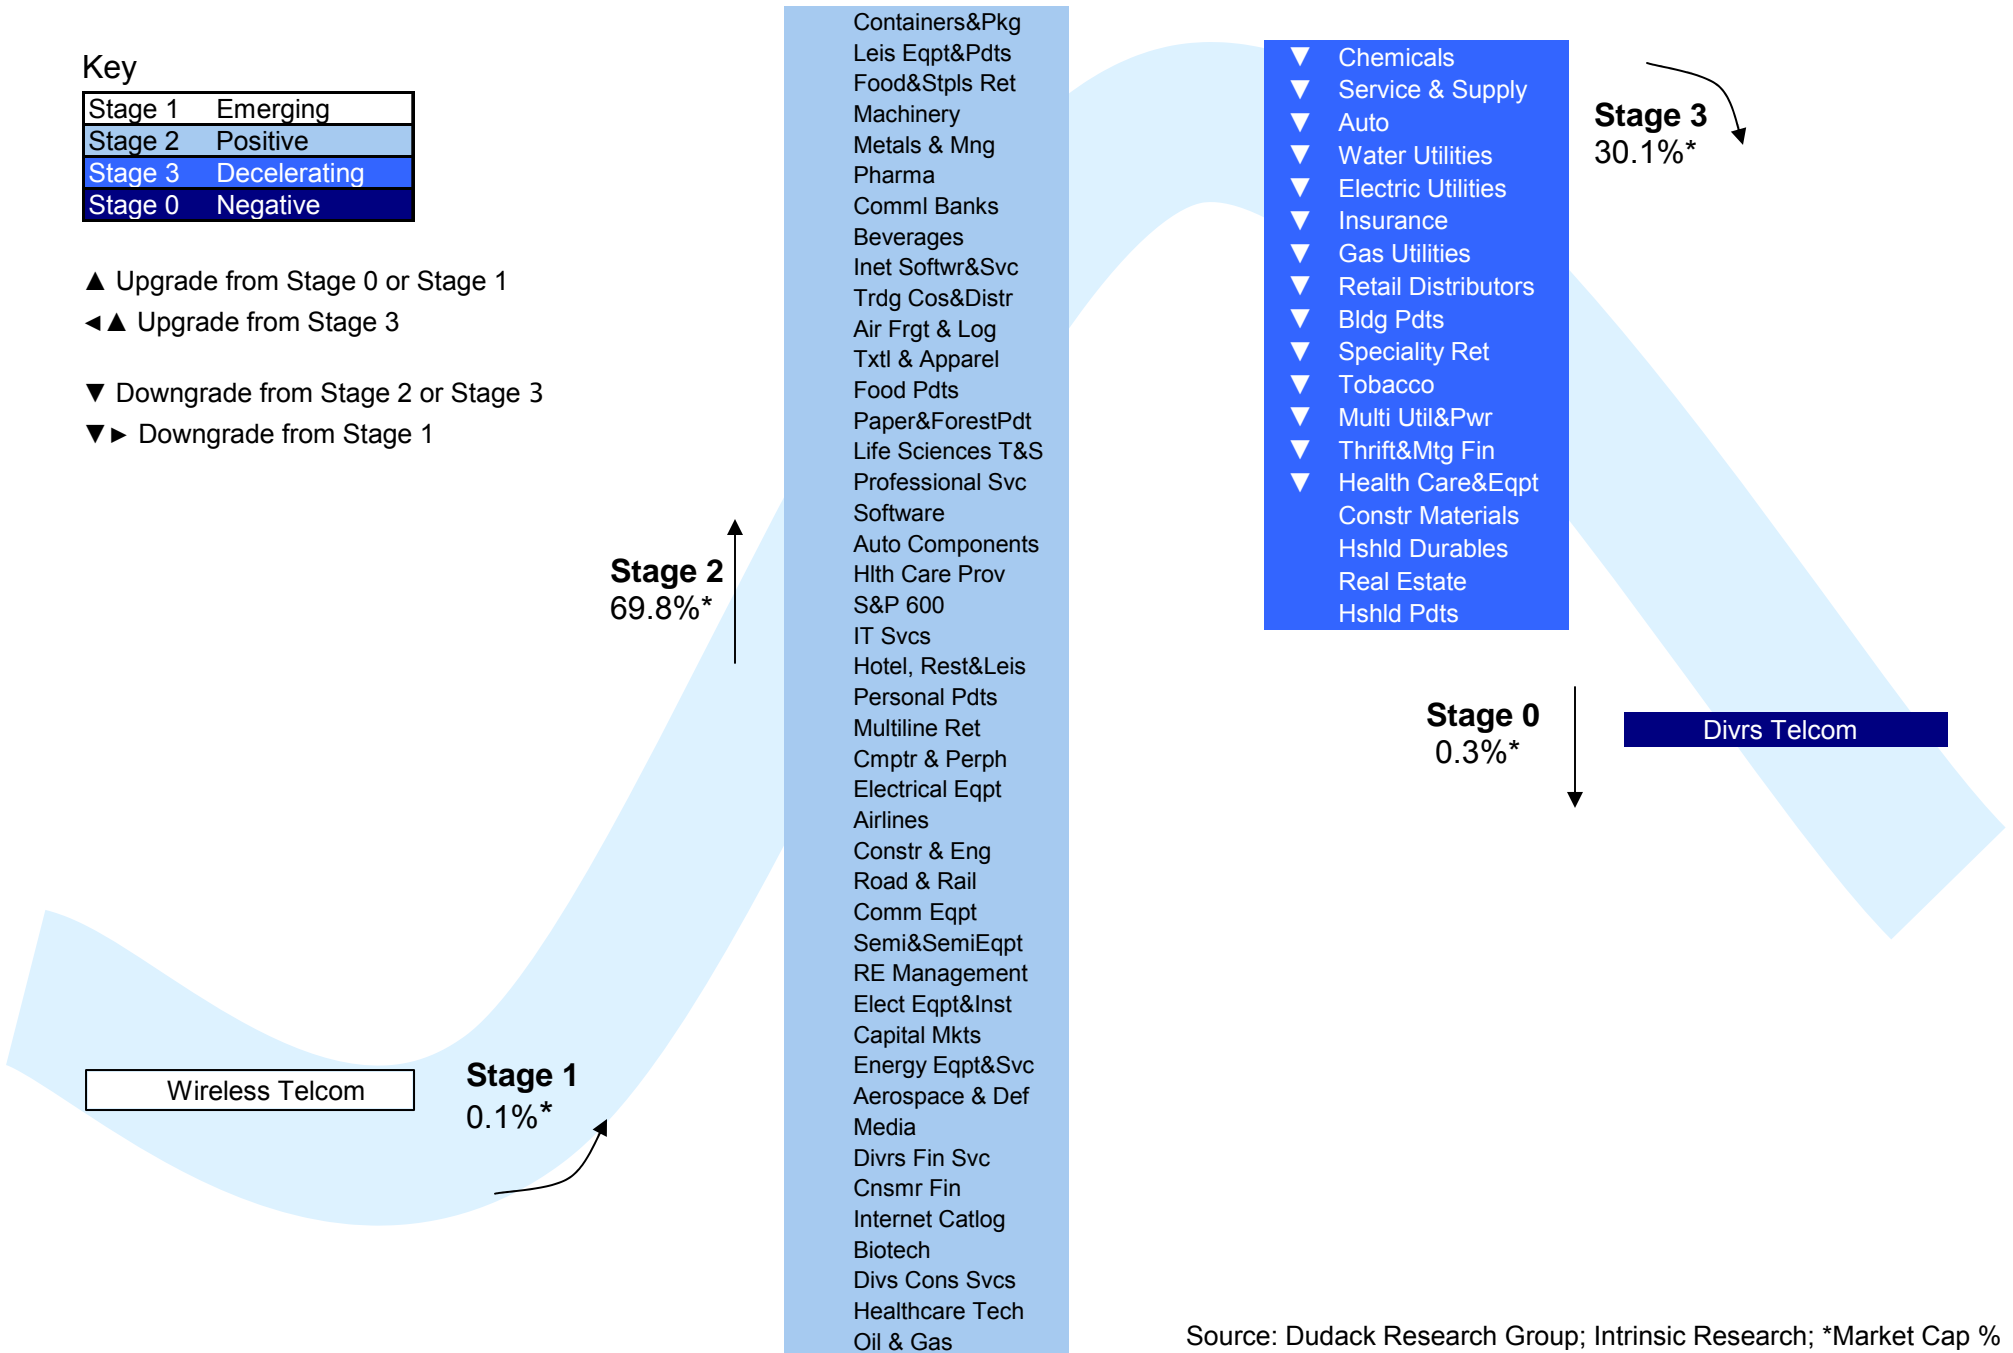 Key
Stage 1 Emerging
Stage 2 Positive
Stage 3 Decelerating
Stage 0 Negative
▲ Upgrade from Stage 0 or Stage 1
◄▲ Upgrade from Stage 3
▼ Downgrade from Stage 2 or Stage 3
▼► Downgrade from Stage 1
Wireless Telcom
Stage 1
0.1%*
Stage 2
69.8%*
Containers&Pkg
Leis Eqpt&Pdts
Food&Stpls Ret
Machinery
Metals & Mng
Pharma
Comml Banks
Beverages
Inet Softwr&Svc
Trdg Cos&Distr
Air Frgt & Log
Txtl & Apparel
Food Pdts
Paper&ForestPdt
Life Sciences T&S
Professional Svc
Software
Auto Components
Hlth Care Prov
S&P 600
IT Svcs
Hotel, Rest&Leis
Personal Pdts
Multiline Ret
Cmptr & Perph
Electrical Eqpt
Airlines
Constr & Eng
Road & Rail
Comm Eqpt
Semi&SemiEqpt
RE Management
Elect Eqpt&Inst
Capital Mkts
Energy Eqpt&Svc
Aerospace & Def
Media
Divrs Fin Svc
Cnsmr Fin
Internet Catlog
Biotech
Divs Cons Svcs
Healthcare Tech
Oil & Gas
▼ Chemicals
▼ Service & Supply
▼ Auto
▼ Water Utilities
▼ Electric Utilities
▼ Insurance
▼ Gas Utilities
▼ Retail Distributors
▼ Bldg Pdts
▼ Speciality Ret
▼ Tobacco
▼ Multi Util&Pwr
▼ Thrift&Mtg Fin
▼ Health Care&Eqpt
Constr Materials
Hshld Durables
Real Estate
Hshld Pdts
Stage 3
30.1%*
Stage 0
0.3%*
Divrs Telcom
Source: Dudack Research Group; Intrinsic Research; *Market Cap %